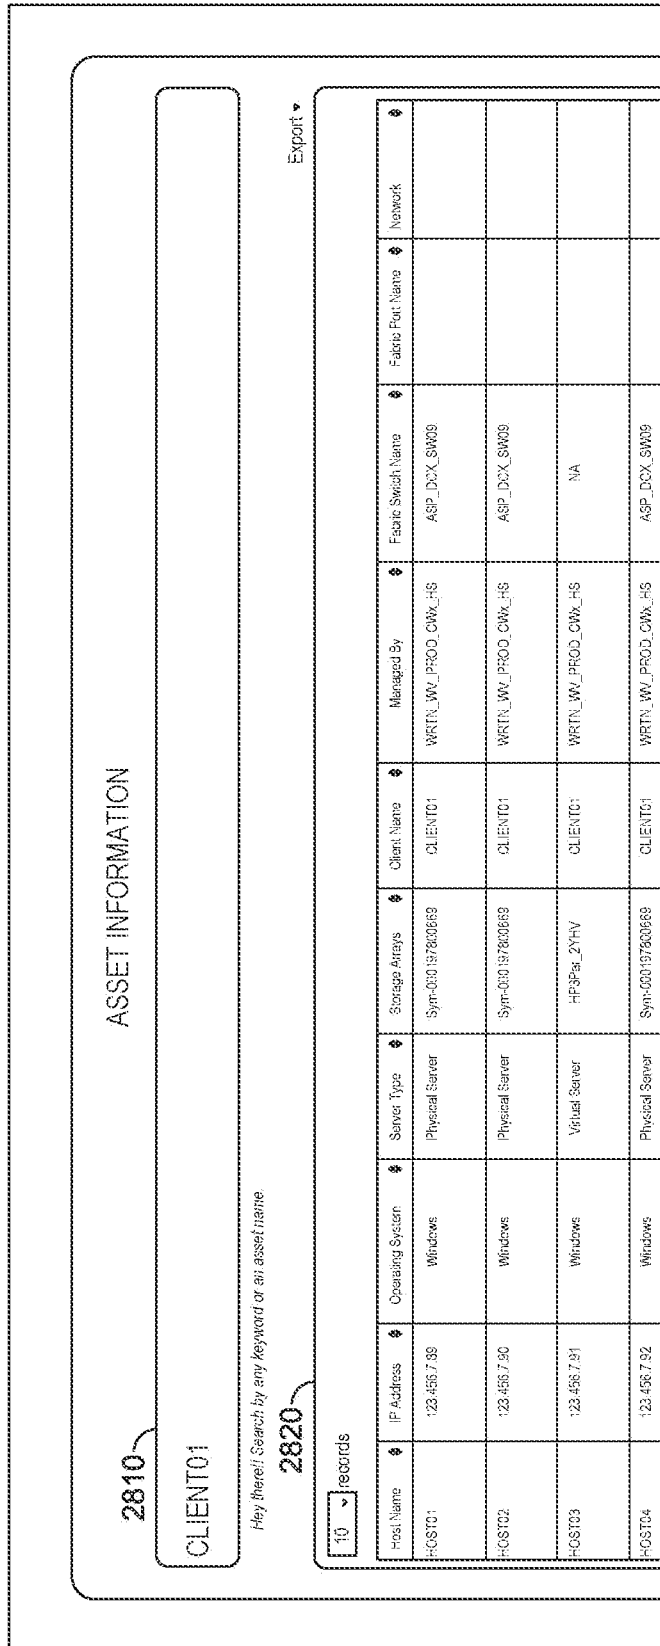 ASSET INFORMATION
2810
CLIENT01
Hey there!! Search by any keyword or an asset name.
2820
Export
10 records
Host Name IP Address Operating System Server Type Storage Arrays Client Name Managed By Fabric Switch Name Fabric Port Name Network
HOST01 123.456.7.89 Windows Physical Server Sym-000197800669 CLIENT01 WRTN_WV_PROD_CWx_HS ASP_DCX_SW09
HOST02 123.456.7.90 Windows Physical Server Sym-000197800669 CLIENT01 WRTN_WV_PROD_CWx_HS ASP_DCX_SW09
HOST03 123.456.7.91 Windows Virtual Server HP3Par_2YHV CLIENT01 WRTN_WV_PROD_CWx_HS NA
HOST04 123.456.7.92 Windows Physical Server Sym-000197800669 CLIENT01 WRTN_WV_PROD_CWx_HS ASP_DCX_SW09